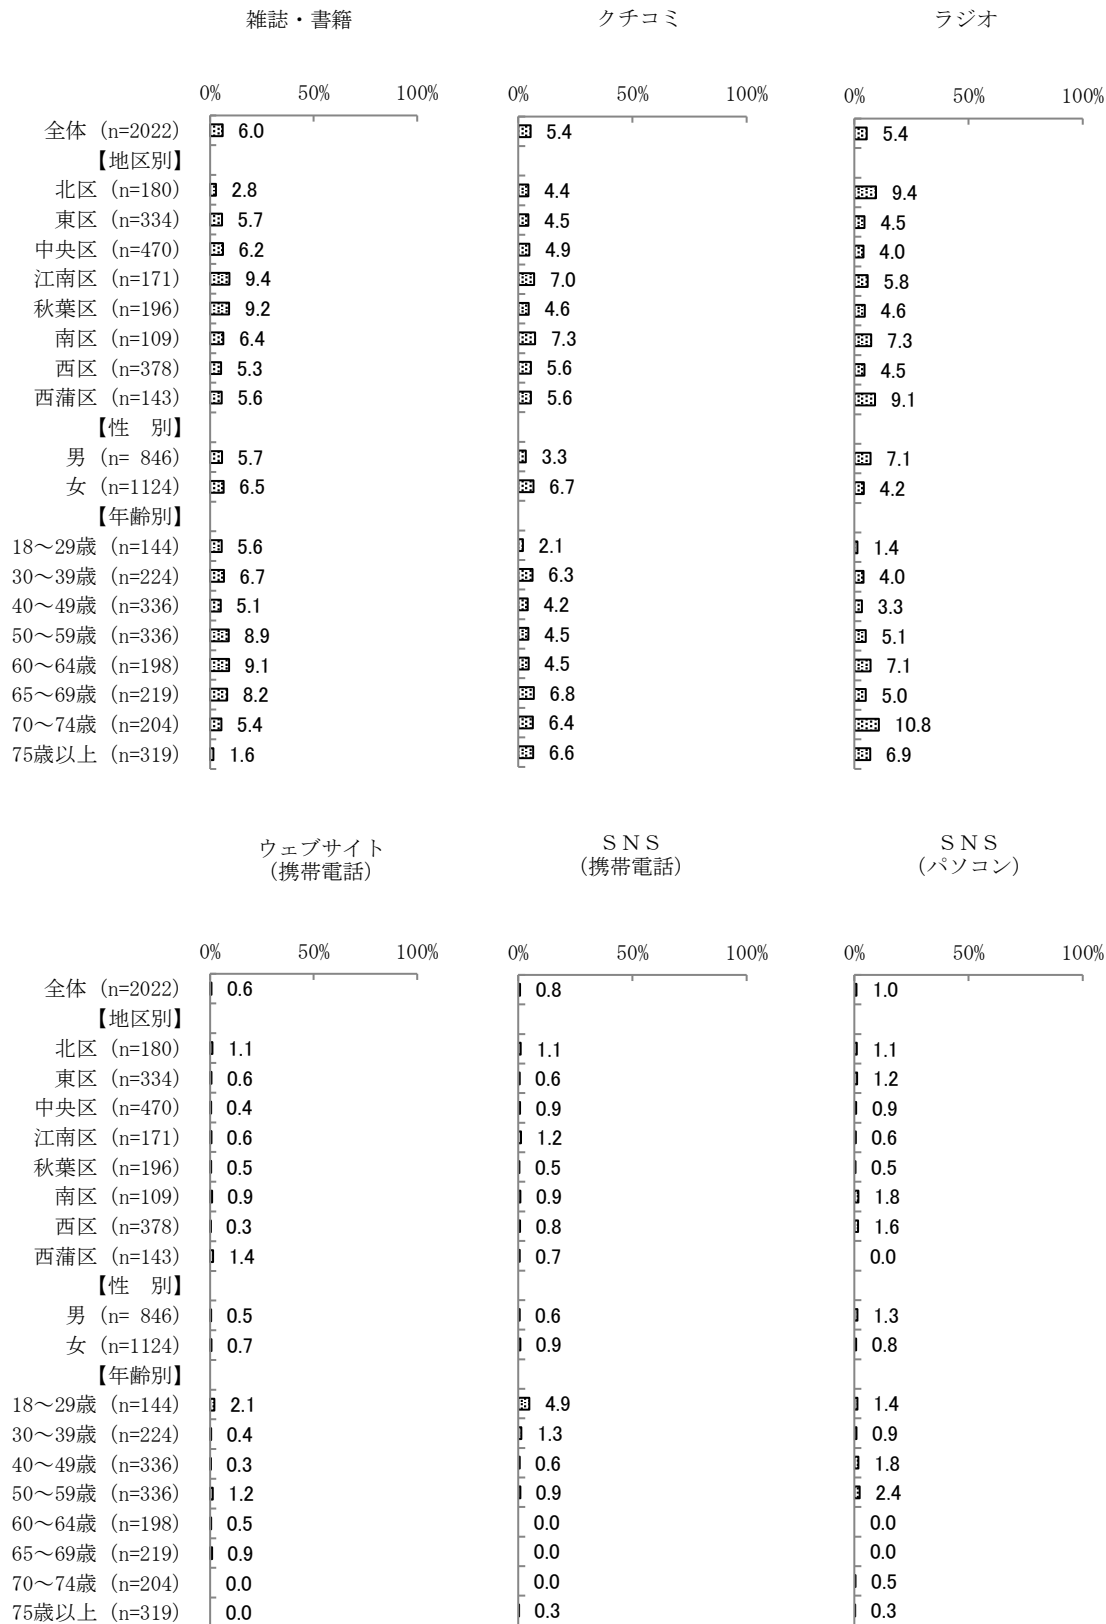 雑誌・書籍 クチコミ ラジオ
0% 50% 100% 0% 50% 100% 0% 50% 100%
全体 (n=2022) 6.0 5.4 5.4
【地区別】
北区 (n=180) 2.8 4.4 9.4
東区 (n=334) 5.7 4.5 4.5
中央区 (n=470) 6.2 4.9 4.0
江南区 (n=171) 9.4 7.0 5.8
秋葉区 (n=196) 9.2 4.6 4.6
南区 (n=109) 6.4 7.3 7.3
西区 (n=378) 5.3 5.6 4.5
西蒲区 (n=143) 5.6 5.6 9.1
【性 別】
男 (n= 846) 5.7 3.3 7.1
女 (n=1124) 6.5 6.7 4.2
【年齢別】
18～29歳 (n=144) 5.6 2.1 1.4
30～39歳 (n=224) 6.7 6.3 4.0
40～49歳 (n=336) 5.1 4.2 3.3
50～59歳 (n=336) 8.9 4.5 5.1
60～64歳 (n=198) 9.1 4.5 7.1
65～69歳 (n=219) 8.2 6.8 5.0
70～74歳 (n=204) 5.4 6.4 10.8
75歳以上 (n=319) 1.6 6.6 6.9
ウェブサイト ＳＮＳ ＳＮＳ
（携帯電話） （携帯電話） （パソコン）
0% 50% 100% 0% 50% 100% 0% 50% 100%
全体 (n=2022) 0.6 0.8 1.0
【地区別】
北区 (n=180) 1.1 1.1 1.1
東区 (n=334) 0.6 0.6 1.2
中央区 (n=470) 0.4 0.9 0.9
江南区 (n=171) 0.6 1.2 0.6
秋葉区 (n=196) 0.5 0.5 0.5
南区 (n=109) 0.9 0.9 1.8
西区 (n=378) 0.3 0.8 1.6
西蒲区 (n=143) 1.4 0.7 0.0
【性 別】
男 (n= 846) 0.5 0.6 1.3
女 (n=1124) 0.7 0.9 0.8
【年齢別】
18～29歳 (n=144) 2.1 4.9 1.4
30～39歳 (n=224) 0.4 1.3 0.9
40～49歳 (n=336) 0.3 0.6 1.8
50～59歳 (n=336) 1.2 0.9 2.4
60～64歳 (n=198) 0.5 0.0 0.0
65～69歳 (n=219) 0.9 0.0 0.0
70～74歳 (n=204) 0.0 0.0 0.5
75歳以上 (n=319) 0.0 0.3 0.3